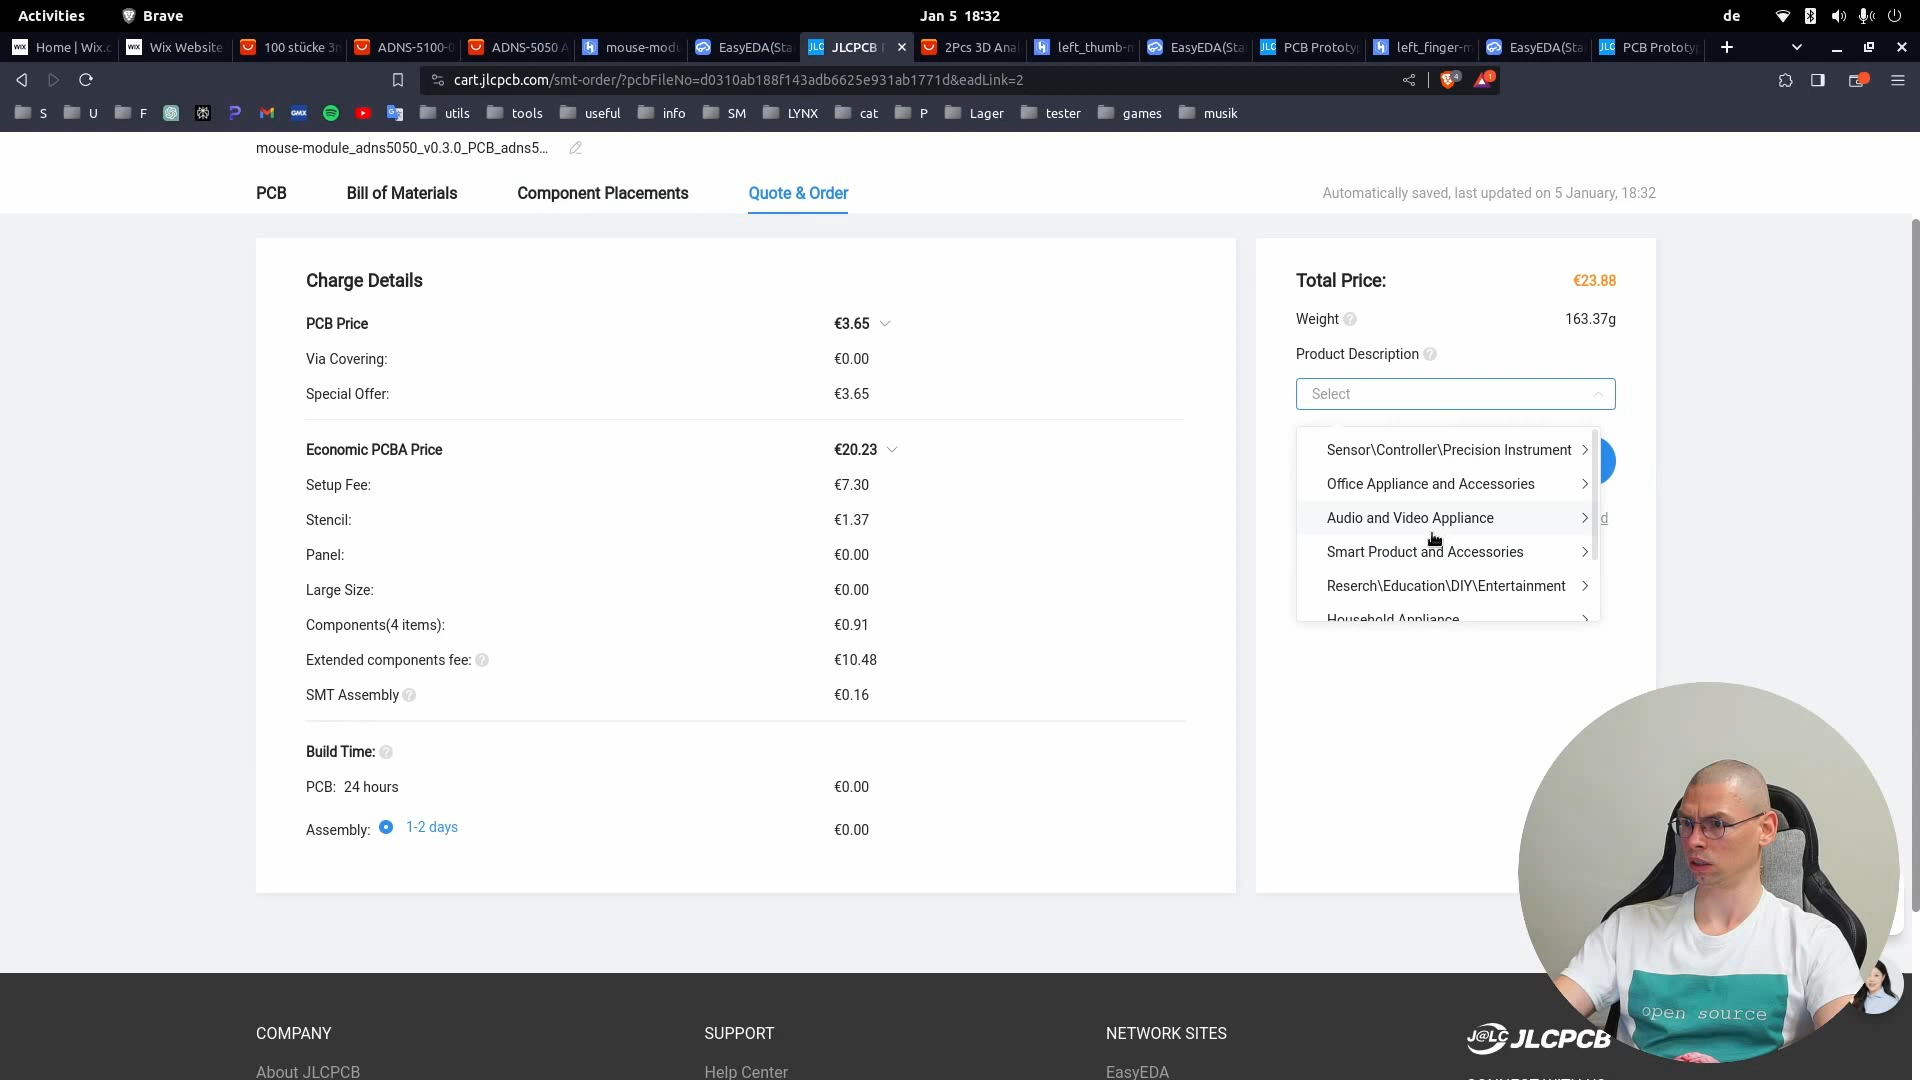 Activities
Brave
Jan 5 18:32
de
Home | Wix.c
Wix Website
100 stücke 3m
ADNS-5100-0
ADNS-5050 A
mouse-modu
EasyEDA(Sta
JLCPCB
2Pcs 3D Anal
left_thumb-m
EasyEDA(Sta
PCB Prototyp
left_finger-m
EasyEDA(Sta
PCB Prototyp
cart.jlcpcb.com/smt-order/?pcbFileNo=d0310ab188f143adb6625e931ab1771d&eadLink=2
4
1
S
U
F
GMX
utils
tools
useful
info
SM
LYNX
cat
P
Lager
tester
games
musik
mouse-module_adns5050_v0.3.0_PCB_adns5...
PCB
Bill of Materials
Component Placements
Quote & Order
Automatically saved, last updated on 5 January, 18:32
Charge Details
PCB Price €3.65
Via Covering: €0.00
Special Offer: €3.65
Economic PCBA Price €20.23
Setup Fee: €7.30
Stencil: €1.37
Panel: €0.00
Large Size: €0.00
Components(4 items): €0.91
Extended components fee: €10.48
SMT Assembly €0.16
Build Time:
PCB: 24 hours €0.00
Assembly: 1-2 days €0.00
Total Price: €23.88
Weight 163.37g
Product Description
Select
Sensor\Controller\Precision Instrument
Office Appliance and Accessories
Audio and Video Appliance
Smart Product and Accessories
Reserch\Education\DIY\Entertainment
Household Appliance
open source
COMPANY
About JLCPCB
SUPPORT
Help Center
NETWORK SITES
EasyEDA
J@LC JLCPCB